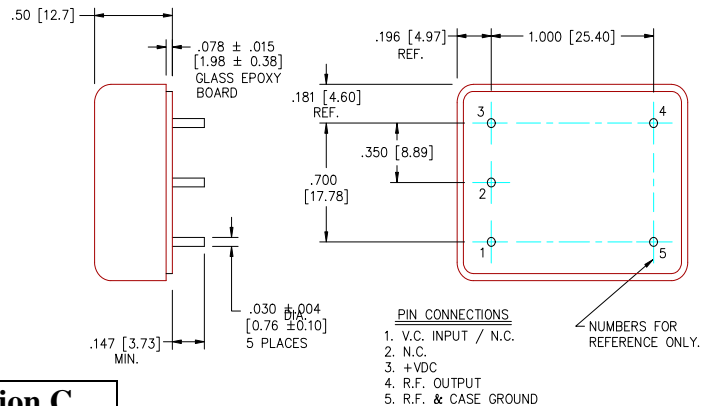 .50 [12.7]
.078 ± .015
[1.98 ± 0.38]
GLASS EPOXY
BOARD
.196 [4.97]
REF.
1.000 [25.40]
.181 [4.60]
REF.
.350 [8.89]
.700
[17.78]
3
4
2
1
5
.030 ±.004
DIA.
[0.76 ±0.10]
5 PLACES
.147 [3.73]
MIN.
PIN CONNECTIONS
1. V.C. INPUT / N.C.
2. N.C.
3. +VDC
4. R.F. OUTPUT
5. R.F. & CASE GROUND
NUMBERS FOR
REFERENCE ONLY.
ion C